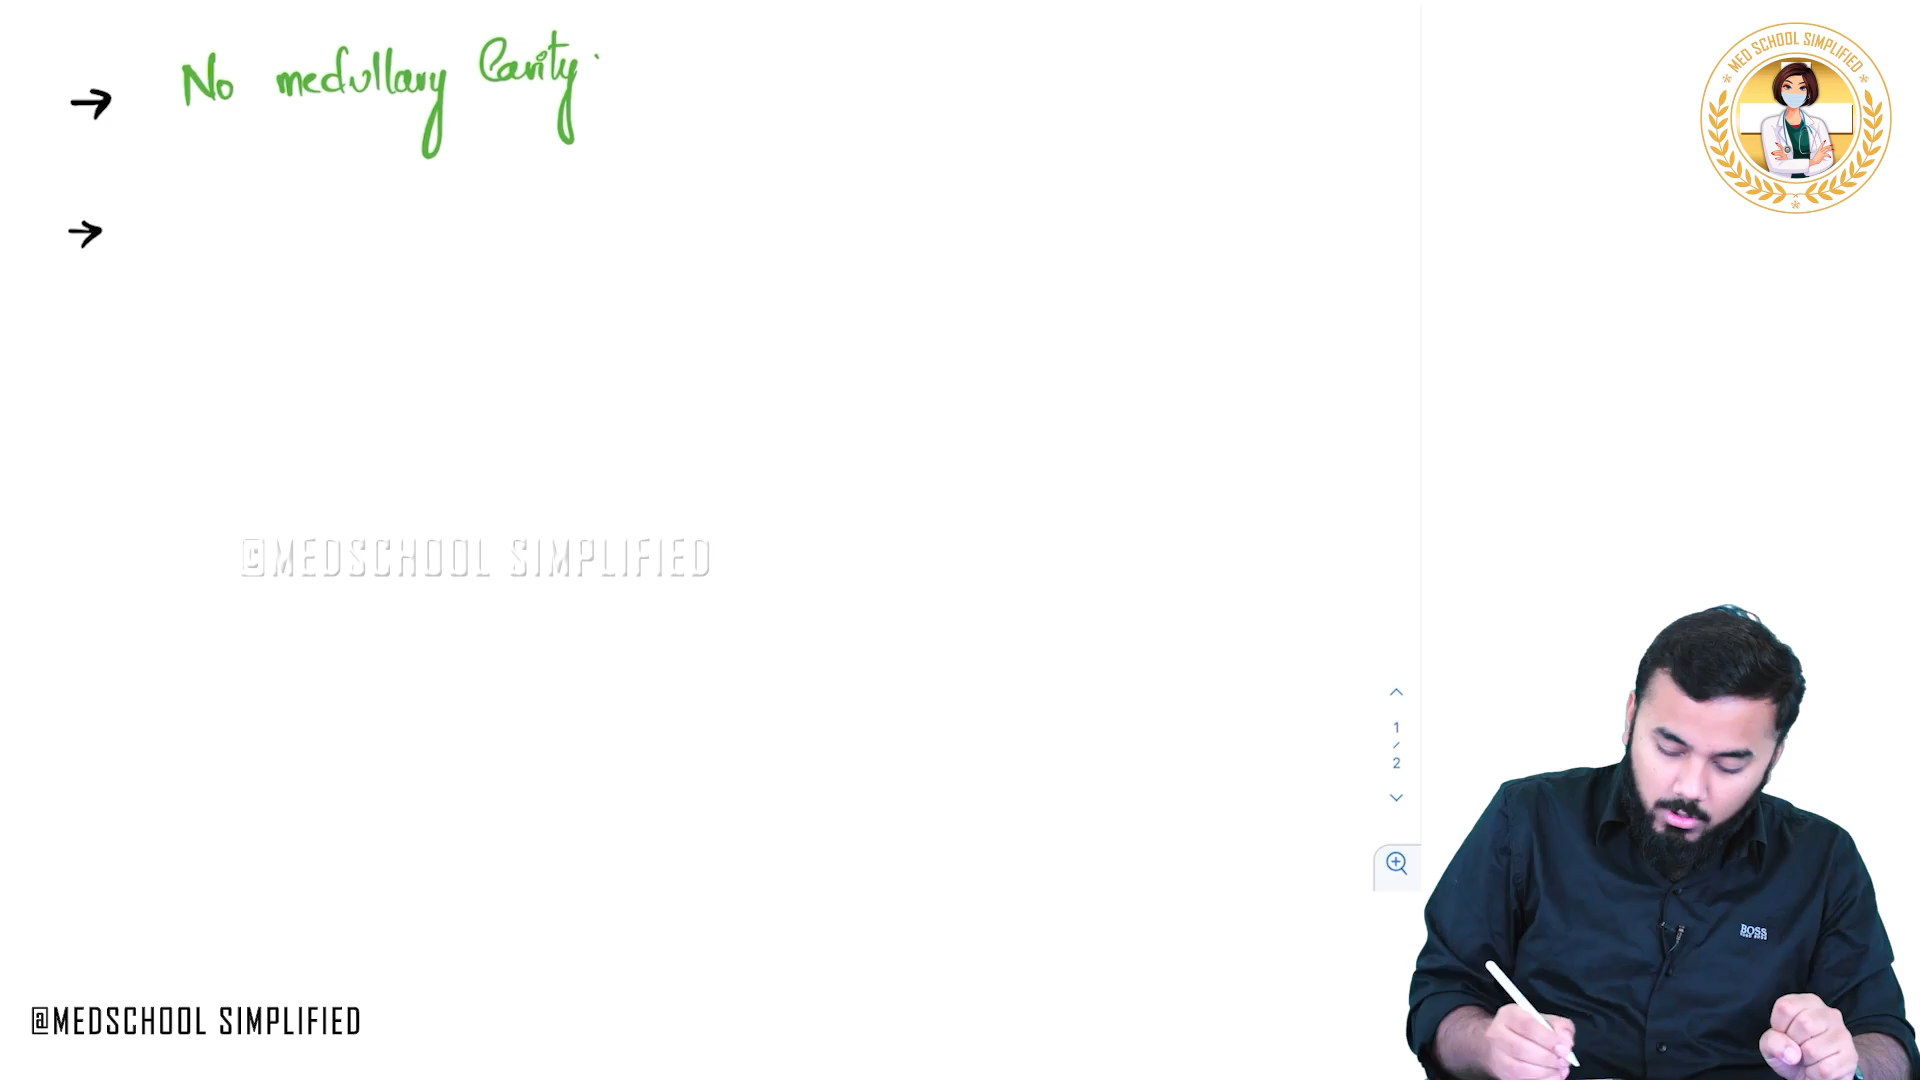 → No medullary Cavity.
→
MED SCHOOL SIMPLIFIED
@MEDSCHOOL SIMPLIFIED
1
/
2
BOSS
@MEDSCHOOL SIMPLIFIED